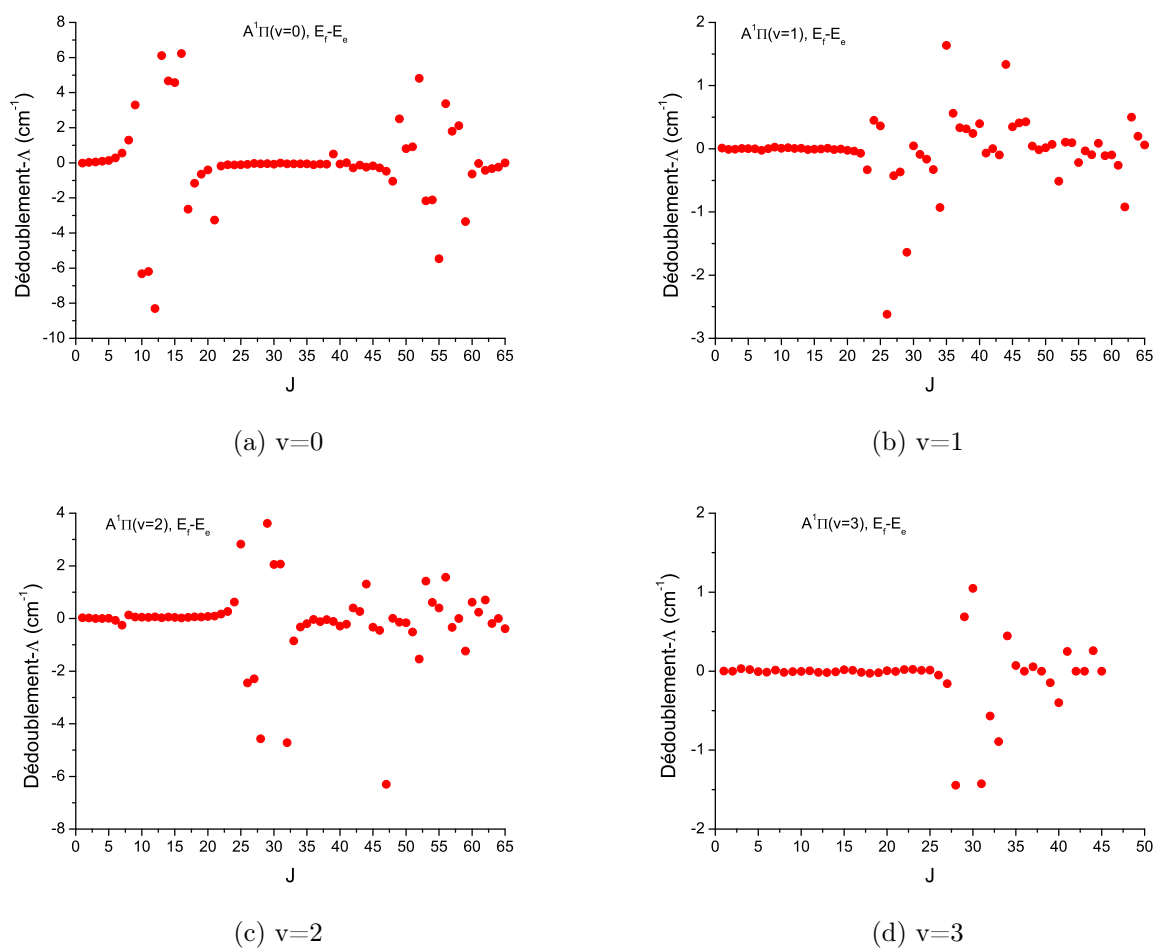 A¹Π(v=0), E_f-E_e
Dédoublement-Λ (cm⁻¹)
8
6
4
2
0
-2
-4
-6
-8
-10
0 5 10 15 20 25 30 35 40 45 50 55 60 65
J
(a) v=0
A¹Π(v=1), E_f-E_e
Dédoublement-Λ (cm⁻¹)
2
1
0
-1
-2
-3
0 5 10 15 20 25 30 35 40 45 50 55 60 65
J
(b) v=1
A¹Π(v=2), E_f-E_e
Dédoublement-Λ (cm⁻¹)
4
2
0
-2
-4
-6
-8
0 5 10 15 20 25 30 35 40 45 50 55 60 65
J
(c) v=2
A¹Π(v=3), E_f-E_e
Dédoublement-Λ (cm⁻¹)
2
1
0
-1
-2
0 5 10 15 20 25 30 35 40 45 50
J
(d) v=3